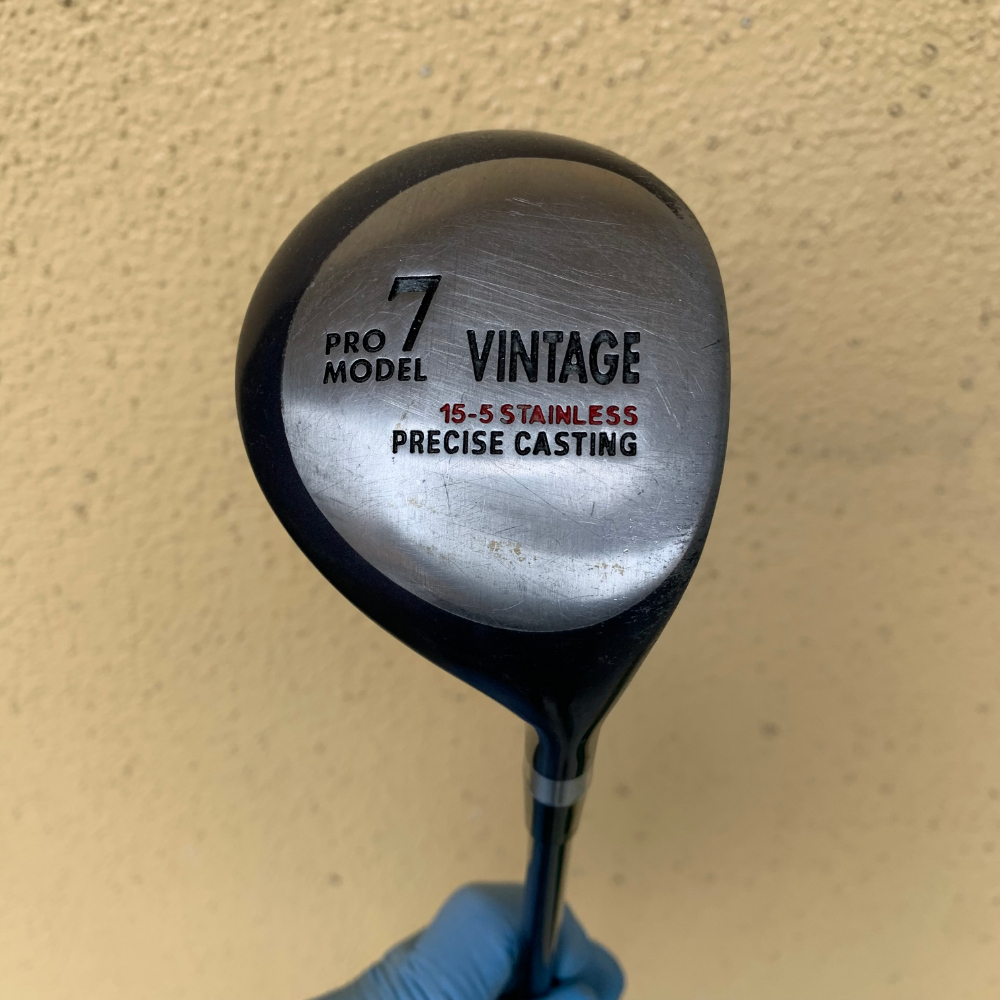 7
PRO
MODEL
VINTAGE
15-5 STAINLESS
PRECISE CASTING